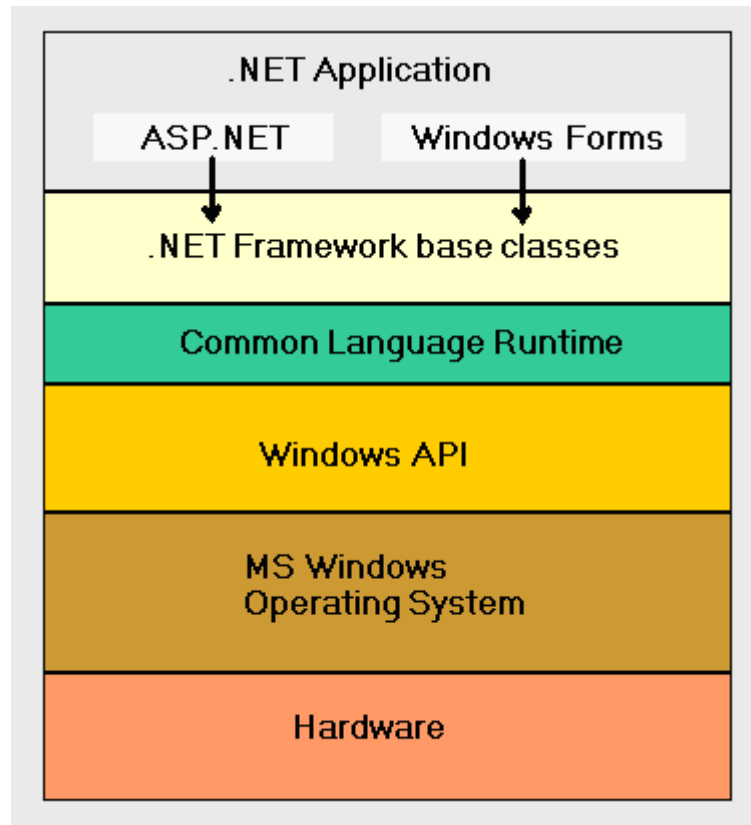 .NET Application
ASP.NET
Windows Forms
.NET Framework base classes
Common Language Runtime
Windows API
MS Windows
Operating System
Hardware